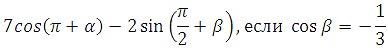 7cos(π + α) − 2 sin (π/2 + β), если cos β = −1/3